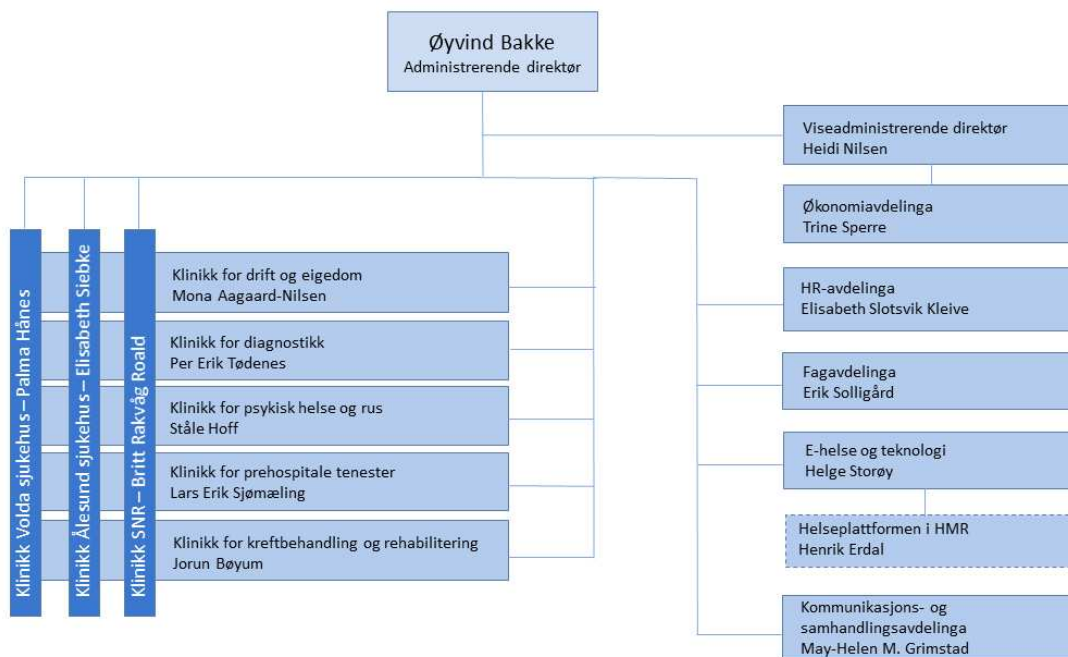 Øyvind Bakke
Administrerende direktør
Viseadministrerende direktør
Heidi Nilsen
Økonomiavdelinga
Trine Sperre
Klinikk Volda sjukehus – Palma Hånes
Klinikk Ålesund sjukehus – Elisabeth Siebke
Klinikk SNR – Britt Rakvåg Roald
Klinikk for drift og eigedom
Mona Aagaard-Nilsen
Klinikk for diagnostikk
Per Erik Tødenes
Klinikk for psykisk helse og rus
Ståle Hoff
Klinikk for prehospitale tenester
Lars Erik Sjømæling
Klinikk for kreftbehandling og rehabilitering
Jorun Bøyum
HR-avdelinga
Elisabeth Slotsvik Kleive
Fagavdelinga
Erik Solligård
E-helse og teknologi
Helge Storøy
Helseplattformen i HMR
Henrik Erdal
Kommunikasjons- og
samhandlingsavdelinga
May-Helen M. Grimstad